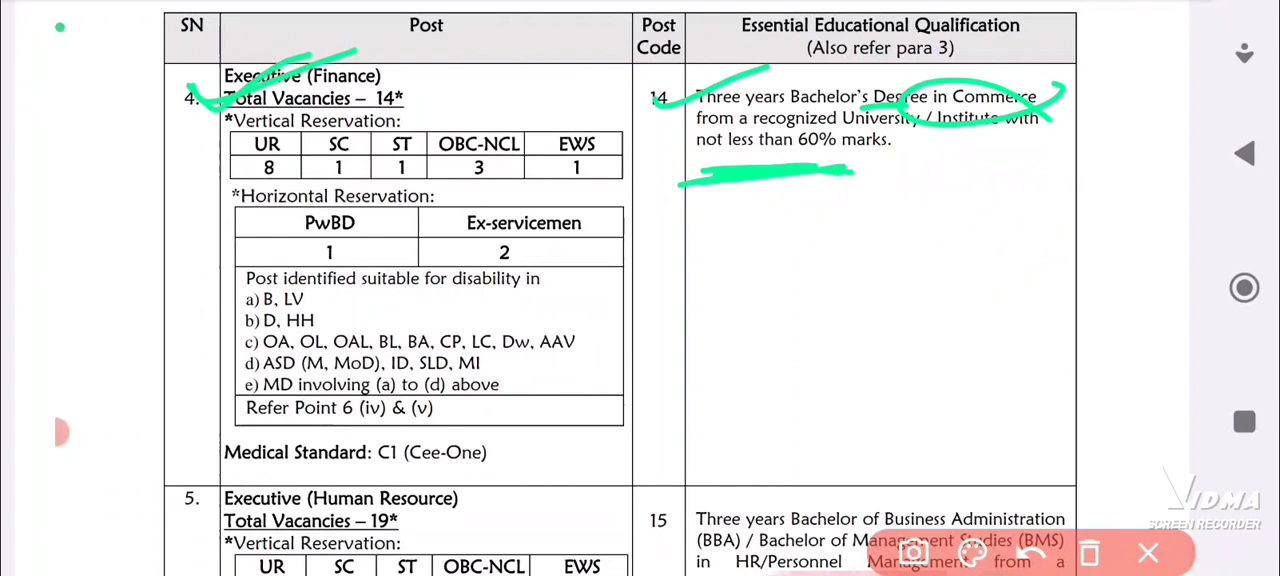 SN Post Post Code Essential Educational Qualification (Also refer para 3)
4. Executive (Finance)
Total Vacancies – 14*
*Vertical Reservation:
UR SC ST OBC-NCL EWS
8 1 1 3 1
*Horizontal Reservation:
PwBD Ex-servicemen
1 2
Post identified suitable for disability in
a) B, LV
b) D, HH
c) OA, OL, OAL, BL, BA, CP, LC, Dw, AAV
d) ASD (M, MoD), ID, SLD, MI
e) MD involving (a) to (d) above
Refer Point 6 (iv) & (v)
Medical Standard: C1 (Cee-One)
14 Three years Bachelor's Degree in Commerce
from a recognized University / Institute with
not less than 60% marks.
5. Executive (Human Resource)
Total Vacancies – 19*
*Vertical Reservation:
UR SC ST OBC-NCL EWS
15 Three years Bachelor of Business Administration
(BBA) / Bachelor of Management Studies (BMS)
in HR/Personnel Management from a
VIDMA
SCREEN RECORDER